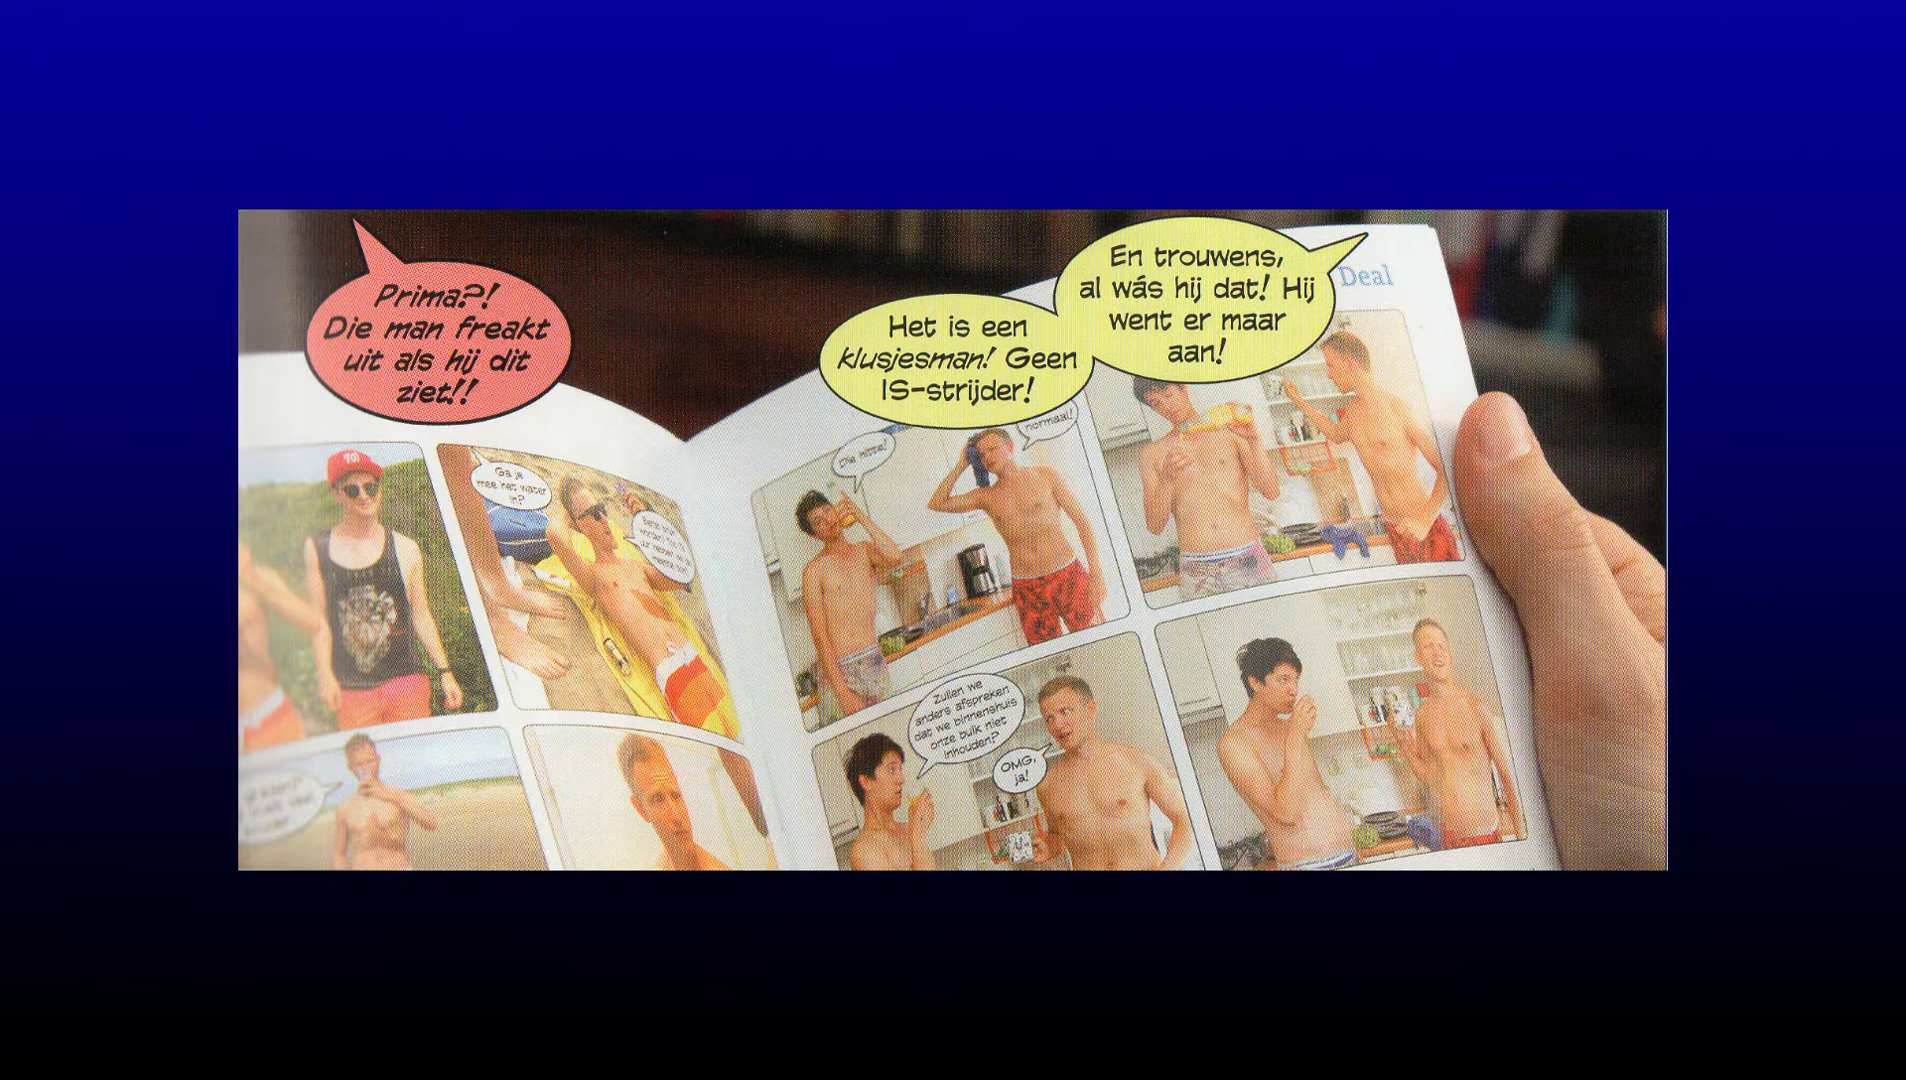 Prima?!
Die man freakt
uit als hij dit
ziet!!
Het is een
klusjesman! Geen
IS-strijder!
En trouwens,
al wás hij dat! Hij
went er maar
aan!
Deal
Ga je
mee het water
in?
Die hitte!
normaal!
Zullen we
anders afspreken
dat we binnenshuis
onze buik niet
inhouden?
OMG,
ja!